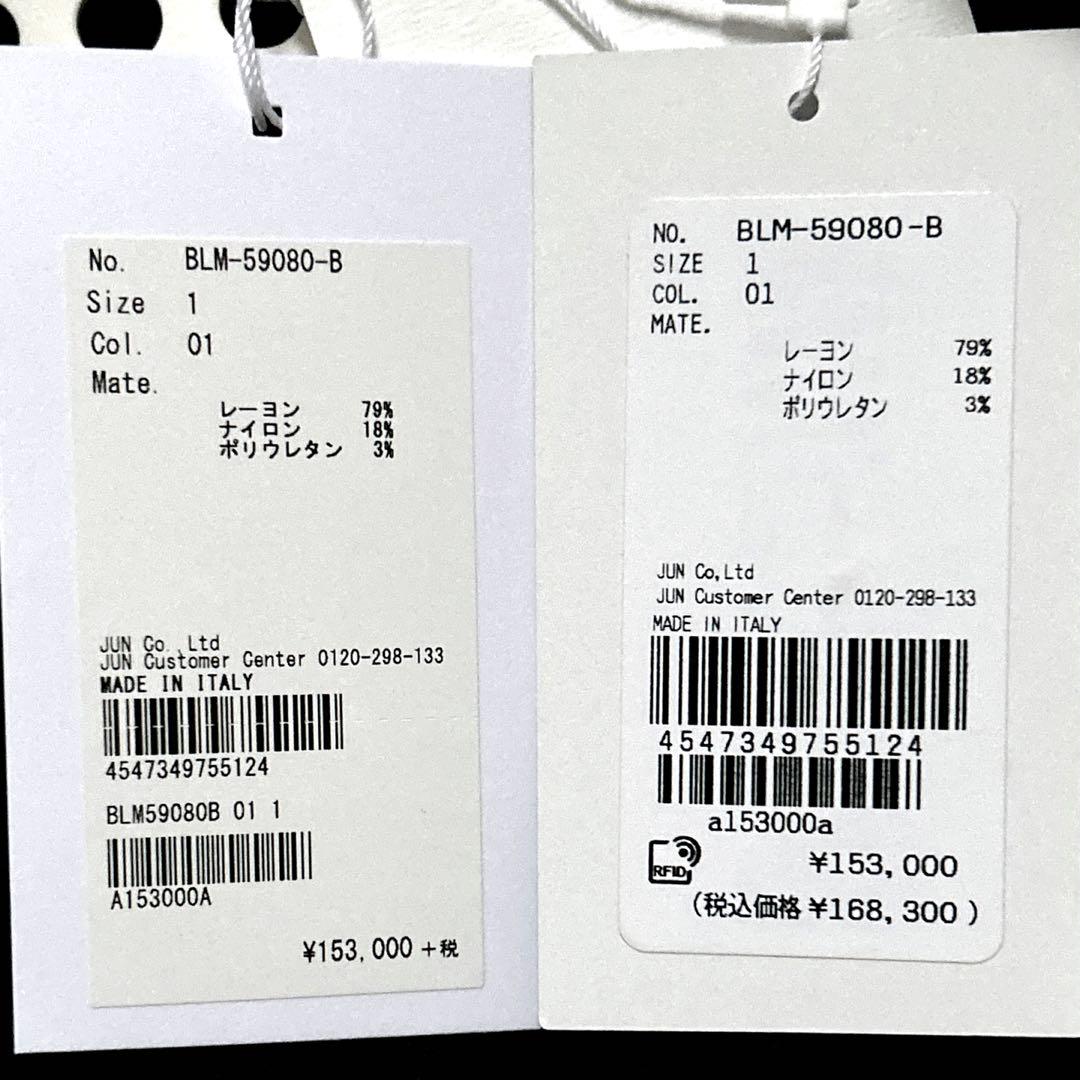 No. BLM-59080-B
Size 1
Col. 01
Mate.
レーヨン 79%
ナイロン 18%
ポリウレタン 3%
JUN Co.,Ltd
JUN Customer Center 0120-298-133
MADE IN ITALY
4547349755124
BLM59080B 01 1
A153000A
¥153,000 +税
NO. BLM-59080-B
SIZE 1
COL. 01
MATE.
レーヨン 79%
ナイロン 18%
ポリウレタン 3%
JUN Co,Ltd
JUN Customer Center 0120-298-133
MADE IN ITALY
4547349755124
a153000a
RFID
¥153,000
(税込価格 ¥168,300)